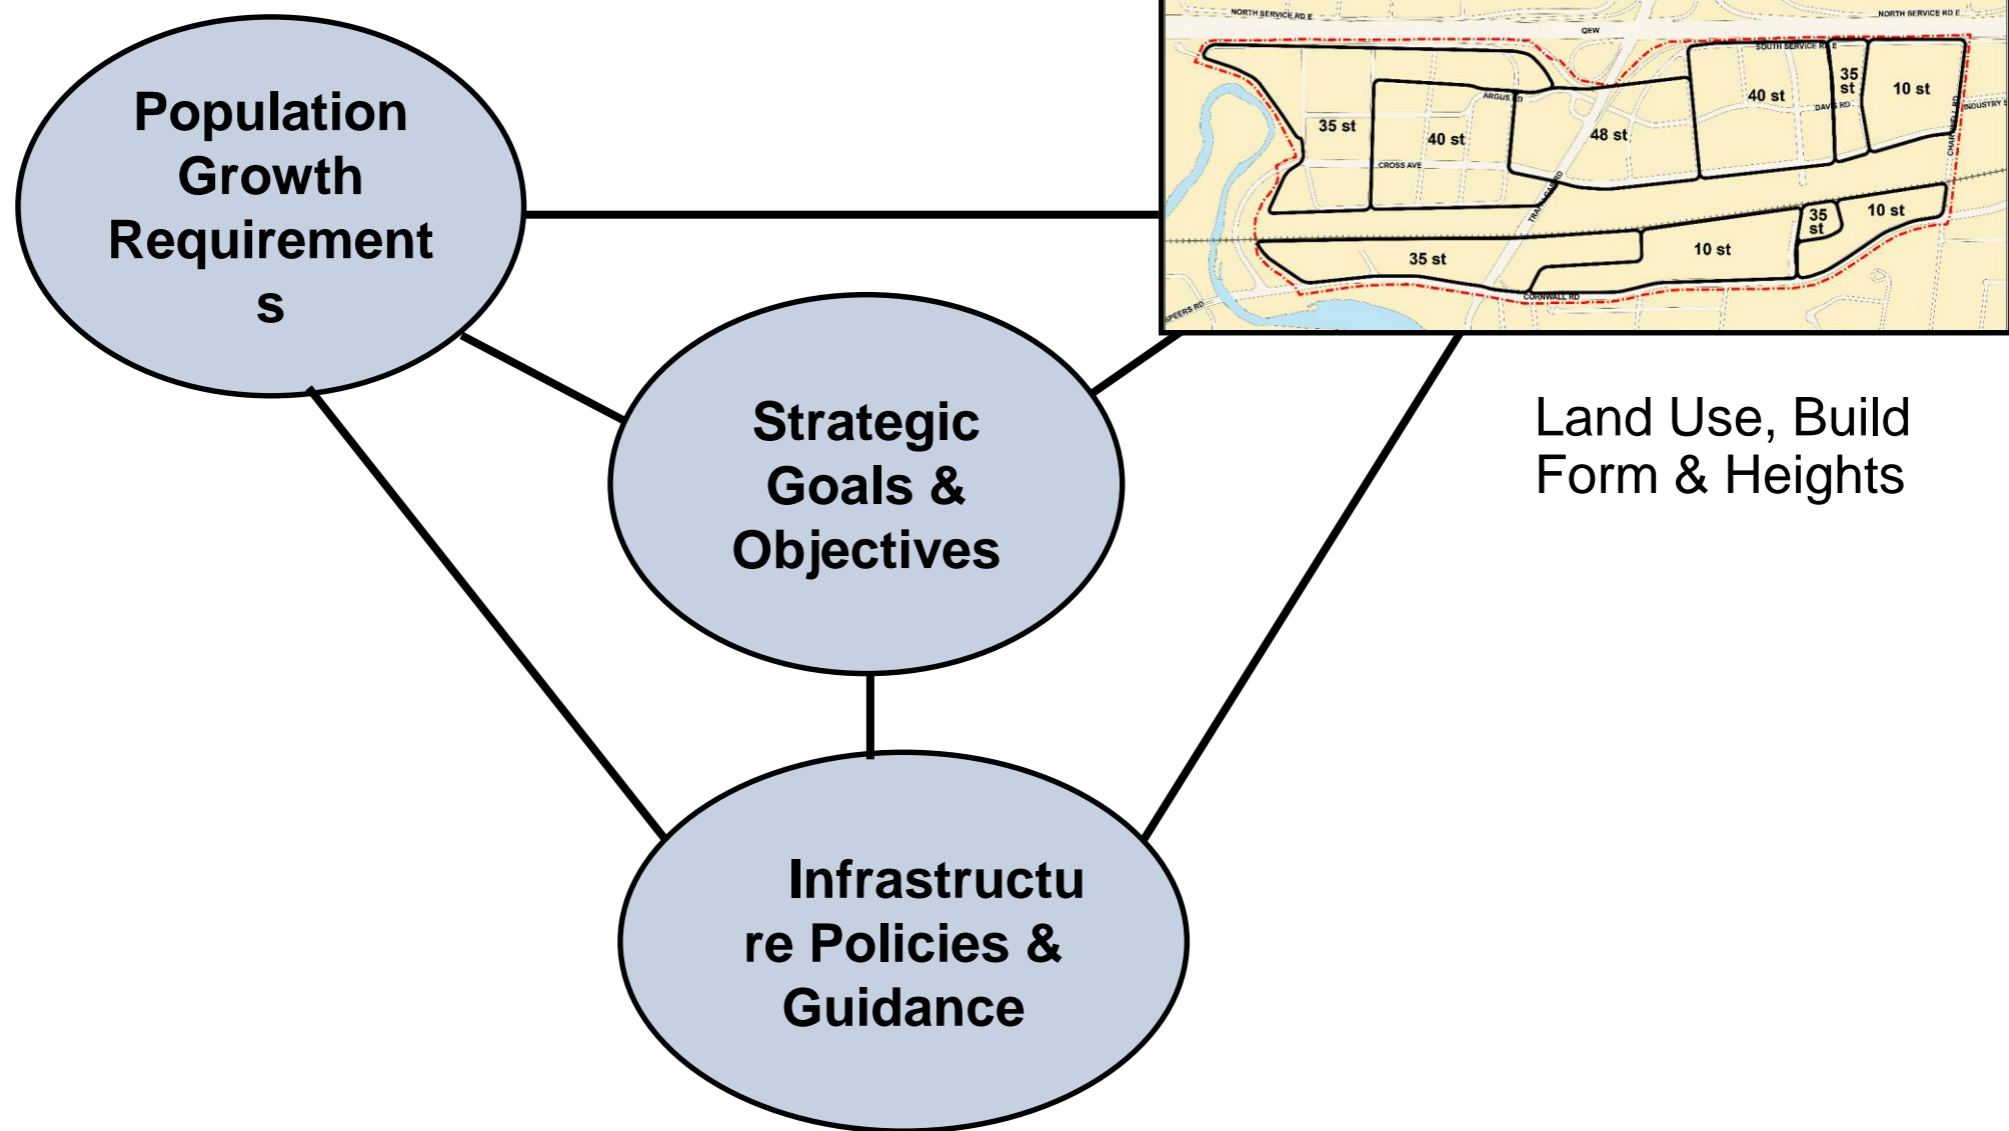 Population
Growth
Requirement
s
NORTH SERVICE RD E
NORTH SERVICE RD E
QEW
SOUTH SERVICE RD E
35
st
40 st
10 st
ARGUS RD
DAVIS RD
INDUSTRY S
35 st
40 st
48 st
CHARTWELL RD
CROSS AVE
TRAFALGAR RD
35
st
10 st
10 st
35 st
CORNWALL RD
SPEERS RD
Land Use, Build
Form & Heights
Strategic
Goals &
Objectives
Infrastructu
re Policies &
Guidance